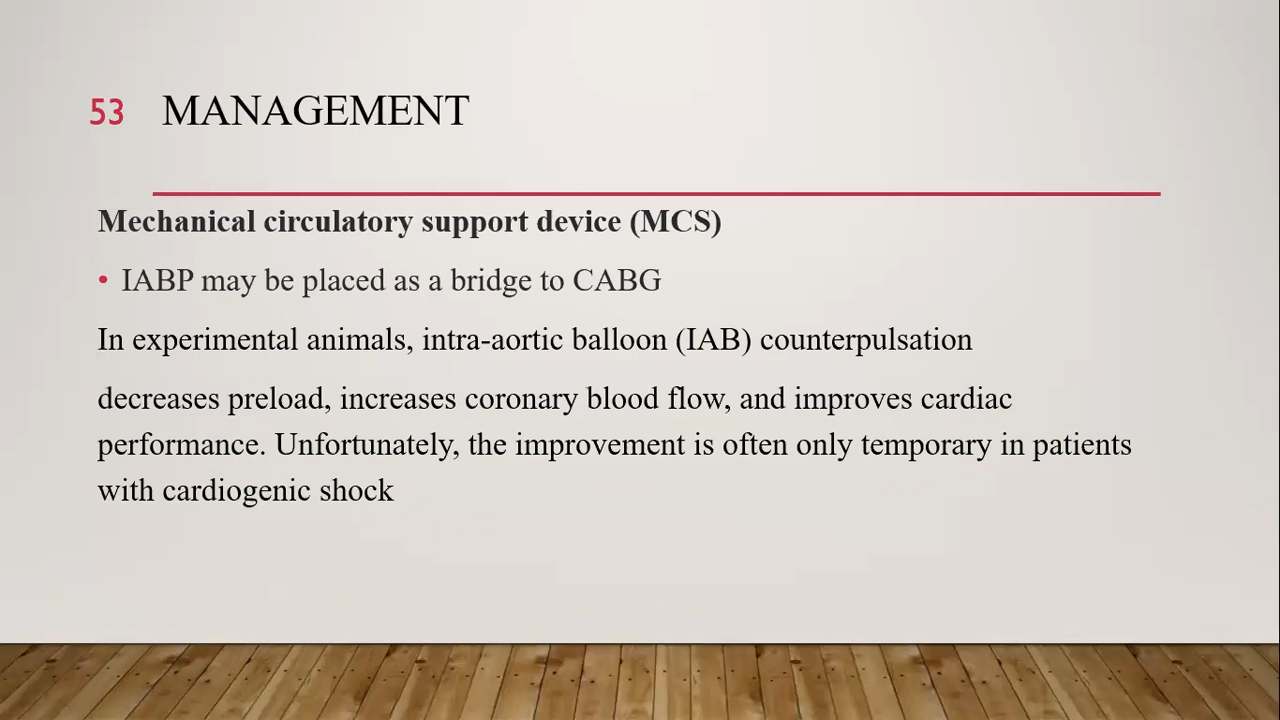 53 MANAGEMENT
Mechanical circulatory support device (MCS)
• IABP may be placed as a bridge to CABG
In experimental animals, intra-aortic balloon (IAB) counterpulsation
decreases preload, increases coronary blood flow, and improves cardiac
performance. Unfortunately, the improvement is often only temporary in patients
with cardiogenic shock